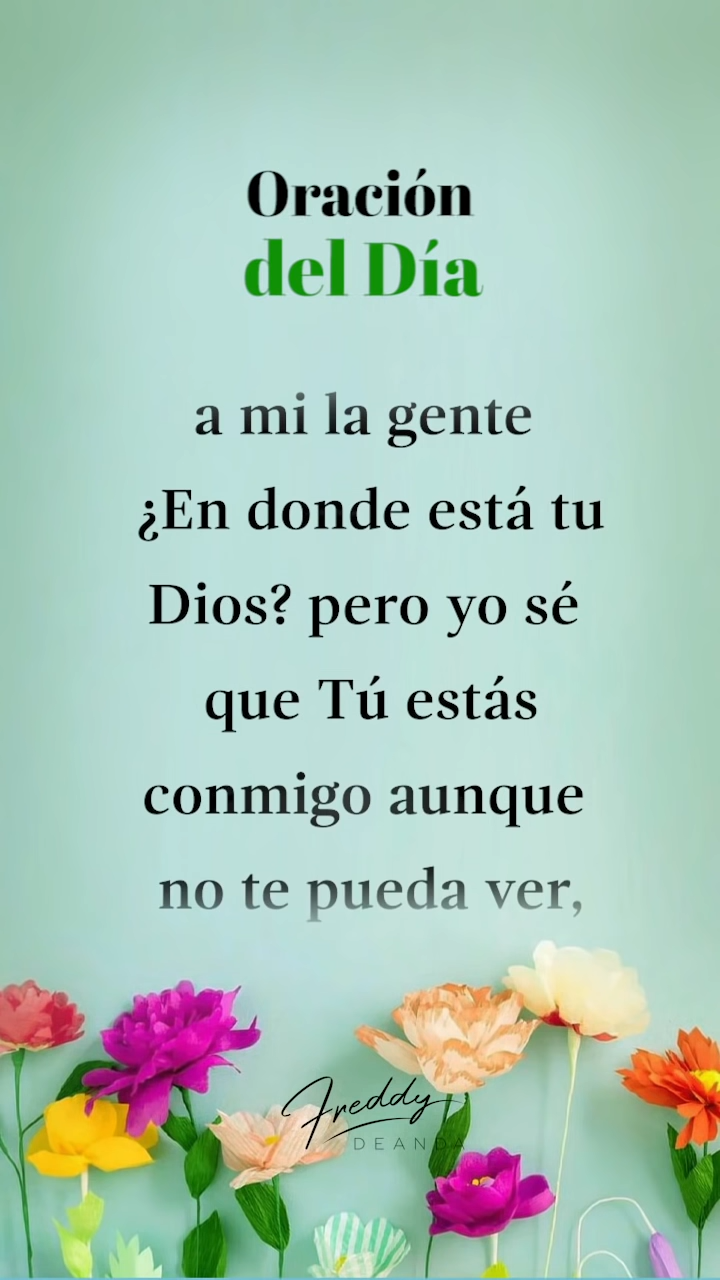 Oración
del Día
a mi la gente
¿En donde está tu
Dios? pero yo sé
que Tú estás
conmigo aunque
no te pueda ver,
Freddy
DEANDA